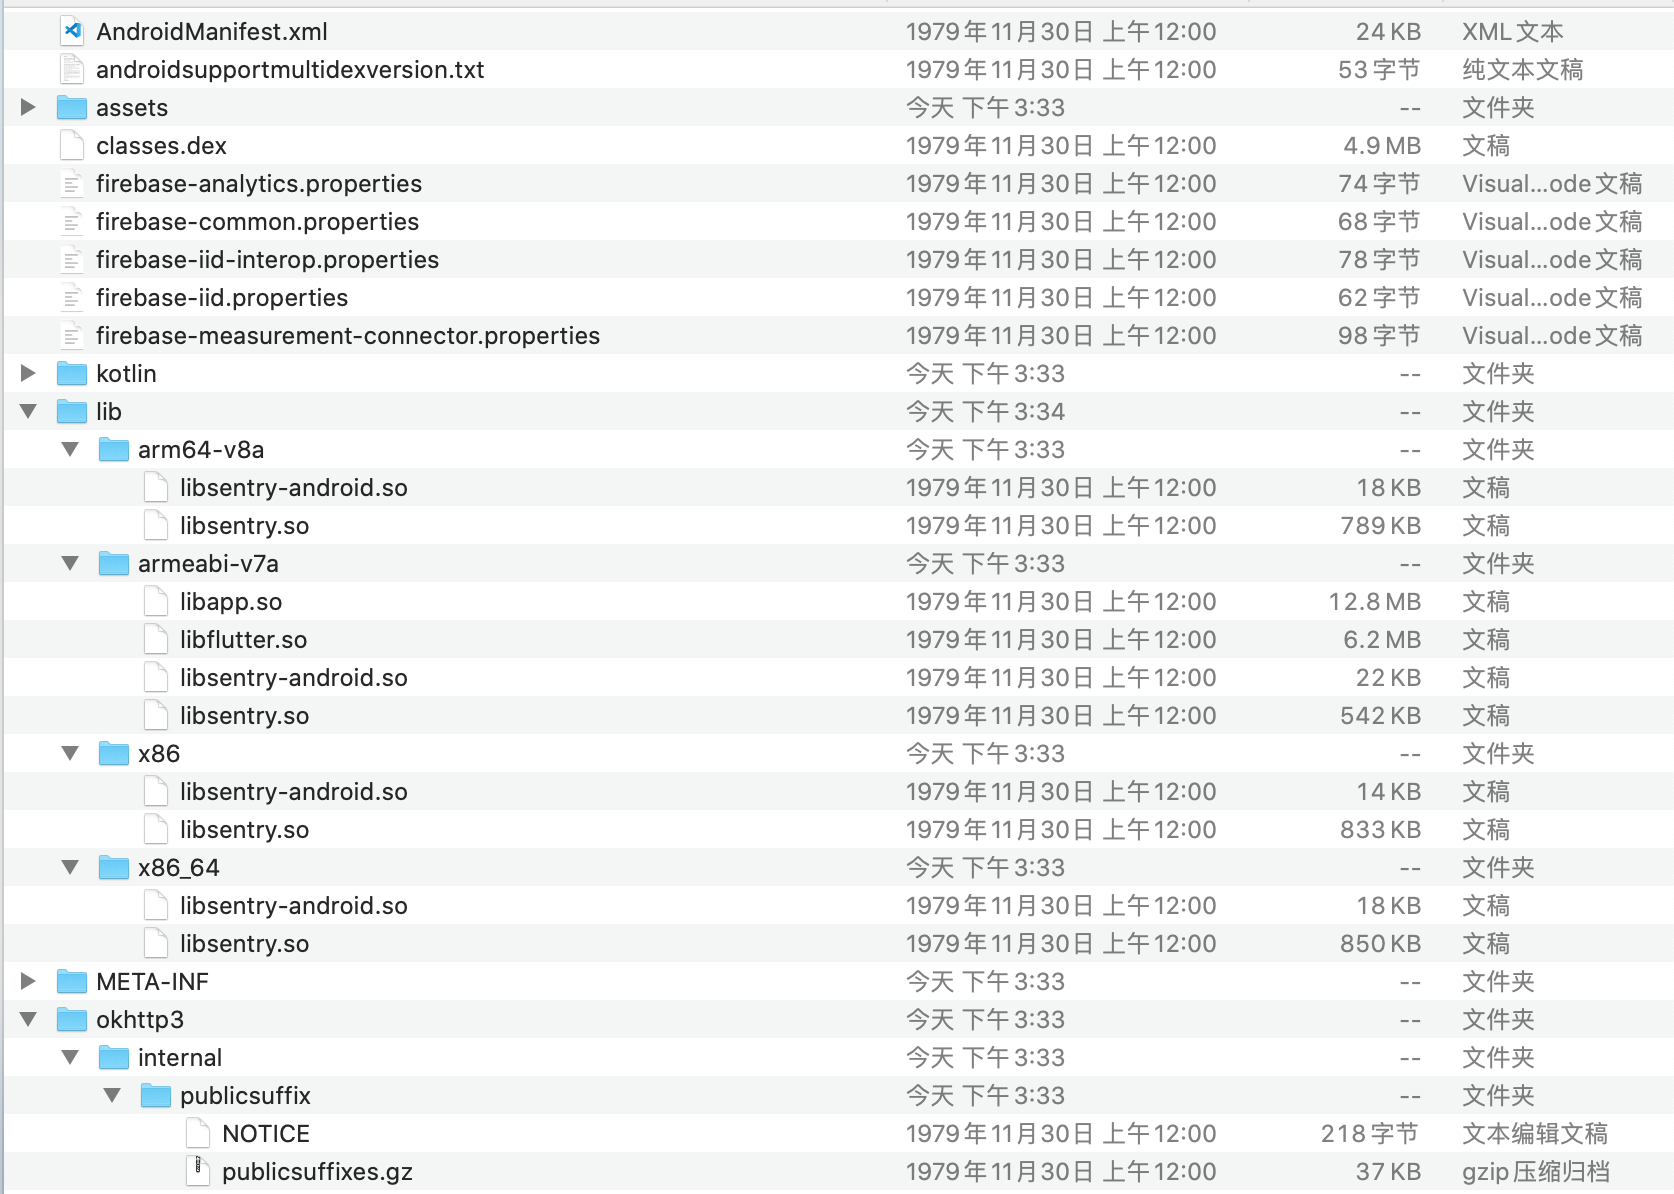 AndroidManifest.xml 1979年11月30日 上午12:00 24 KB XML文本
androidsupportmultidexversion.txt 1979年11月30日 上午12:00 53字节 纯文本文稿
assets 今天 下午3:33 -- 文件夹
classes.dex 1979年11月30日 上午12:00 4.9 MB 文稿
firebase-analytics.properties 1979年11月30日 上午12:00 74字节 Visual...ode文稿
firebase-common.properties 1979年11月30日 上午12:00 68字节 Visual...ode文稿
firebase-iid-interop.properties 1979年11月30日 上午12:00 78字节 Visual...ode文稿
firebase-iid.properties 1979年11月30日 上午12:00 62字节 Visual...ode文稿
firebase-measurement-connector.properties 1979年11月30日 上午12:00 98字节 Visual...ode文稿
kotlin 今天 下午3:33 -- 文件夹
lib 今天 下午3:34 -- 文件夹
arm64-v8a 今天 下午3:33 -- 文件夹
libsentry-android.so 1979年11月30日 上午12:00 18 KB 文稿
libsentry.so 1979年11月30日 上午12:00 789 KB 文稿
armeabi-v7a 今天 下午3:33 -- 文件夹
libapp.so 1979年11月30日 上午12:00 12.8 MB 文稿
libflutter.so 1979年11月30日 上午12:00 6.2 MB 文稿
libsentry-android.so 1979年11月30日 上午12:00 22 KB 文稿
libsentry.so 1979年11月30日 上午12:00 542 KB 文稿
x86 今天 下午3:33 -- 文件夹
libsentry-android.so 1979年11月30日 上午12:00 14 KB 文稿
libsentry.so 1979年11月30日 上午12:00 833 KB 文稿
x86_64 今天 下午3:33 -- 文件夹
libsentry-android.so 1979年11月30日 上午12:00 18 KB 文稿
libsentry.so 1979年11月30日 上午12:00 850 KB 文稿
META-INF 今天 下午3:33 -- 文件夹
okhttp3 今天 下午3:33 -- 文件夹
internal 今天 下午3:33 -- 文件夹
publicsuffix 今天 下午3:33 -- 文件夹
NOTICE 1979年11月30日 上午12:00 218字节 文本编辑文稿
publicsuffixes.gz 1979年11月30日 上午12:00 37 KB gzip压缩归档